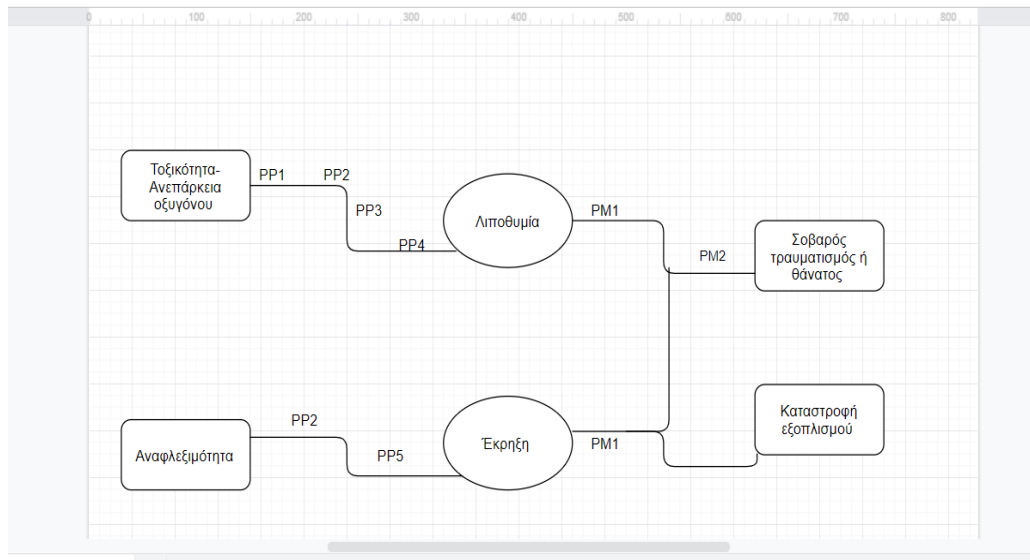 0 100 200 300 400 500 600 700 800
Τοξικότητα-
Ανεπάρκεια
οξυγόνου
PP1
PP2
PP3
PP4
Λιποθυμία
PM1
PM2
Σοβαρός
τραυματισμός ή
θάνατος
Αναφλεξιμότητα
PP2
PP5
Έκρηξη
PM1
Καταστροφή
εξοπλισμού